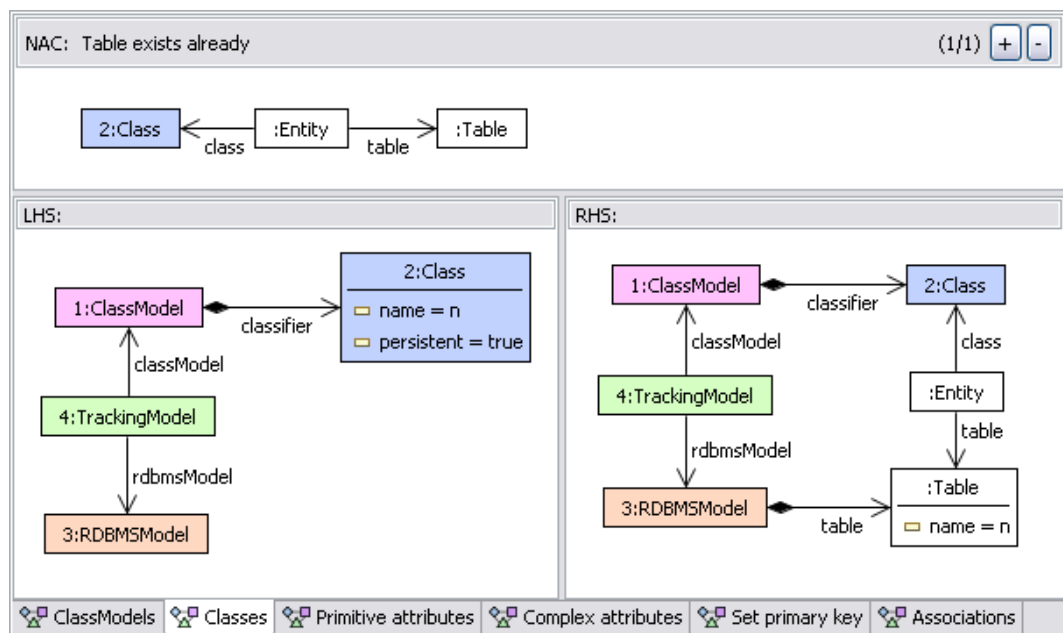 NAC: Table exists already (1/1) + -
2:Class :Entity :Table
class table
LHS:
2:Class
name = n
persistent = true
1:ClassModel
classifier
classModel
4:TrackingModel
rdbmsModel
3:RDBMSModel
RHS:
1:ClassModel 2:Class
classifier
classModel class
4:TrackingModel :Entity
rdbmsModel table
3:RDBMSModel :Table
name = n
table
ClassModels Classes Primitive attributes Complex attributes Set primary key Associations